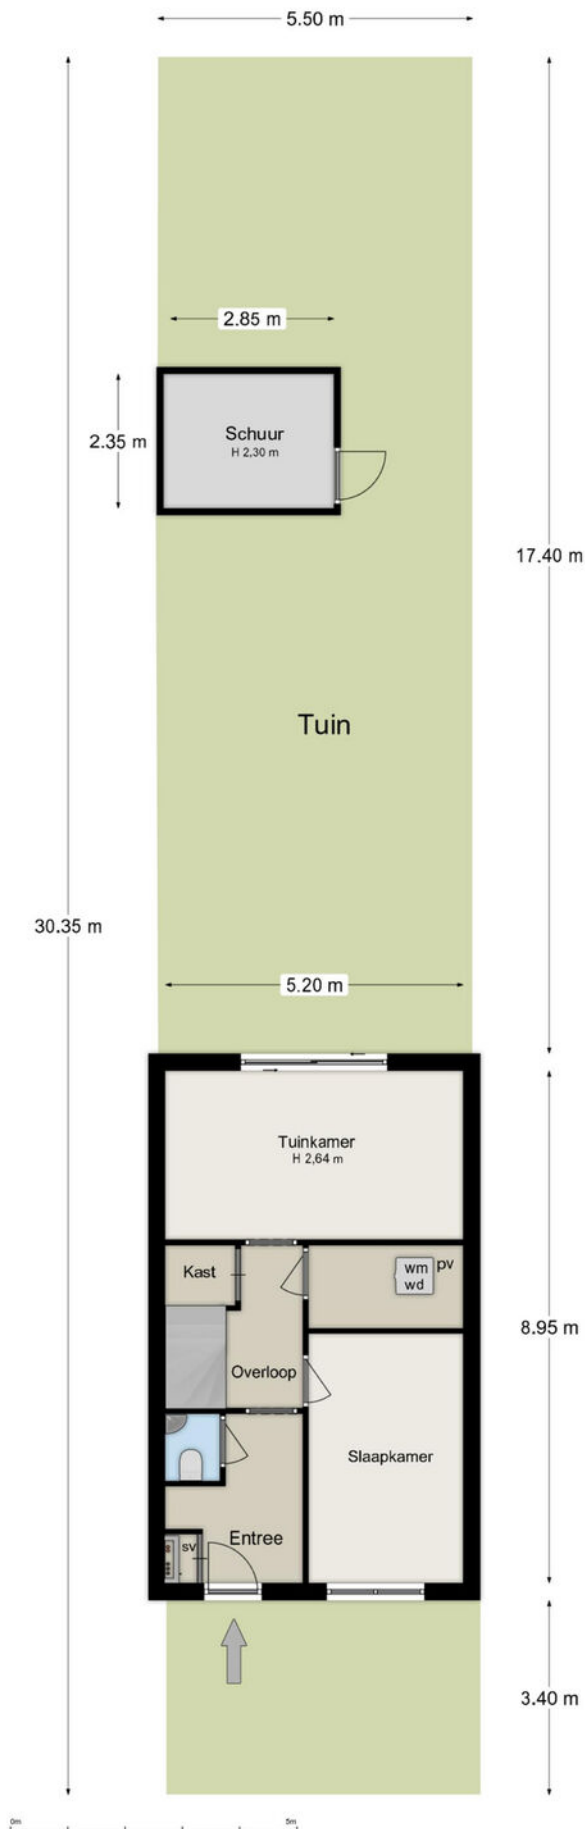 5.50 m
2.85 m
2.35 m
Schuur
H 2,30 m
17.40 m
Tuin
30.35 m
5.20 m
Tuinkamer
H 2,64 m
Kast
wm
wd
pv
8.95 m
Overloop
Slaapkamer
Entree
sv
3.40 m
0m
5m